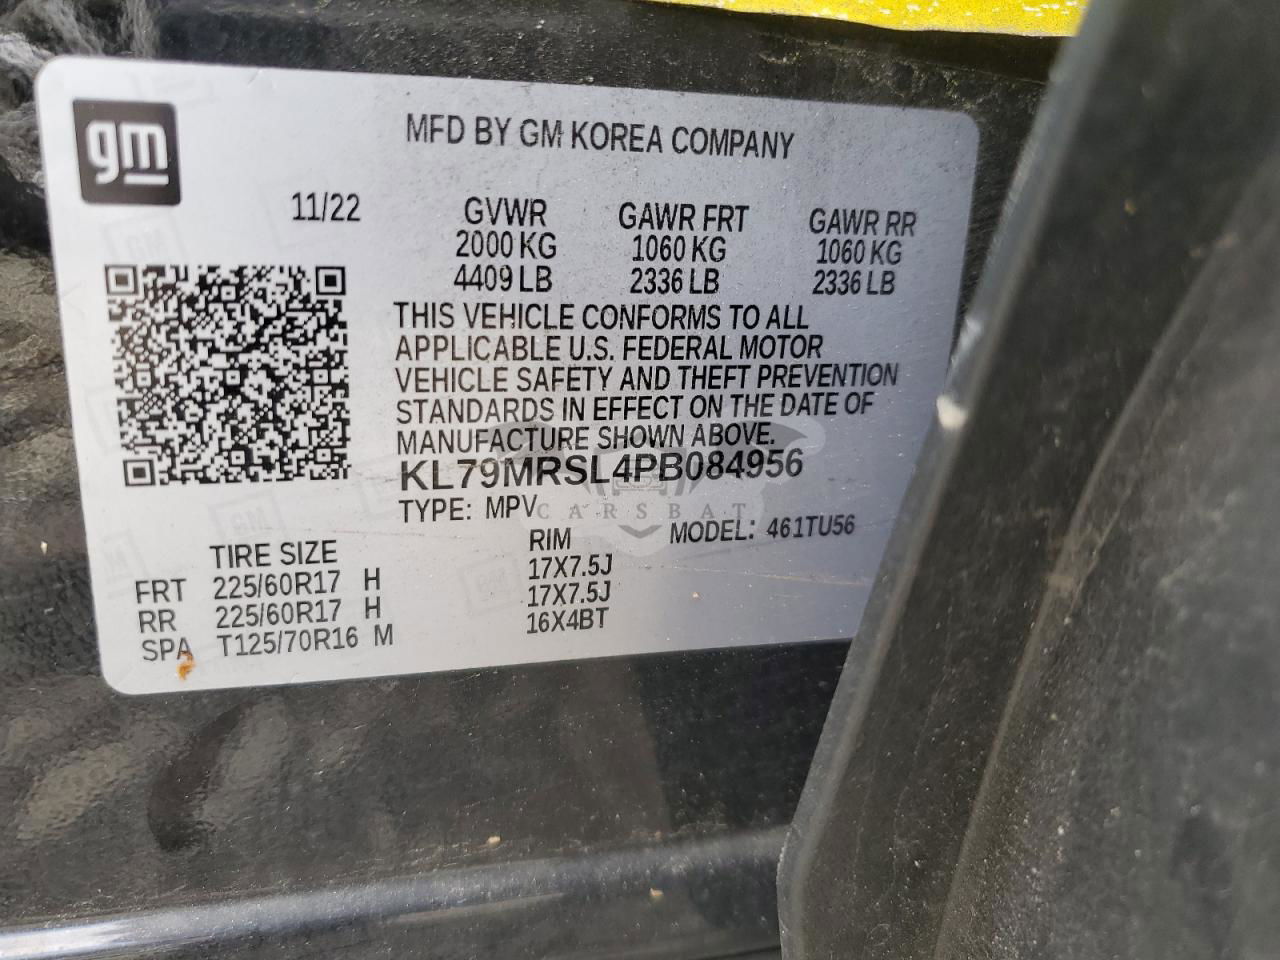 gm
MFD BY GM KOREA COMPANY
11/22 GVWR GAWR FRT GAWR RR
2000 KG 1060 KG 1060 KG
4409 LB 2336 LB 2336 LB
THIS VEHICLE CONFORMS TO ALL
APPLICABLE U.S. FEDERAL MOTOR
VEHICLE SAFETY AND THEFT PREVENTION
STANDARDS IN EFFECT ON THE DATE OF
MANUFACTURE SHOWN ABOVE.
KL79MRSL4PB084956
TYPE: MPV MODEL: 461TU56
CARSBAT
TIRE SIZE RIM
FRT 225/60R17 H 17X7.5J
RR 225/60R17 H 17X7.5J
SPA T125/70R16 M 16X4BT